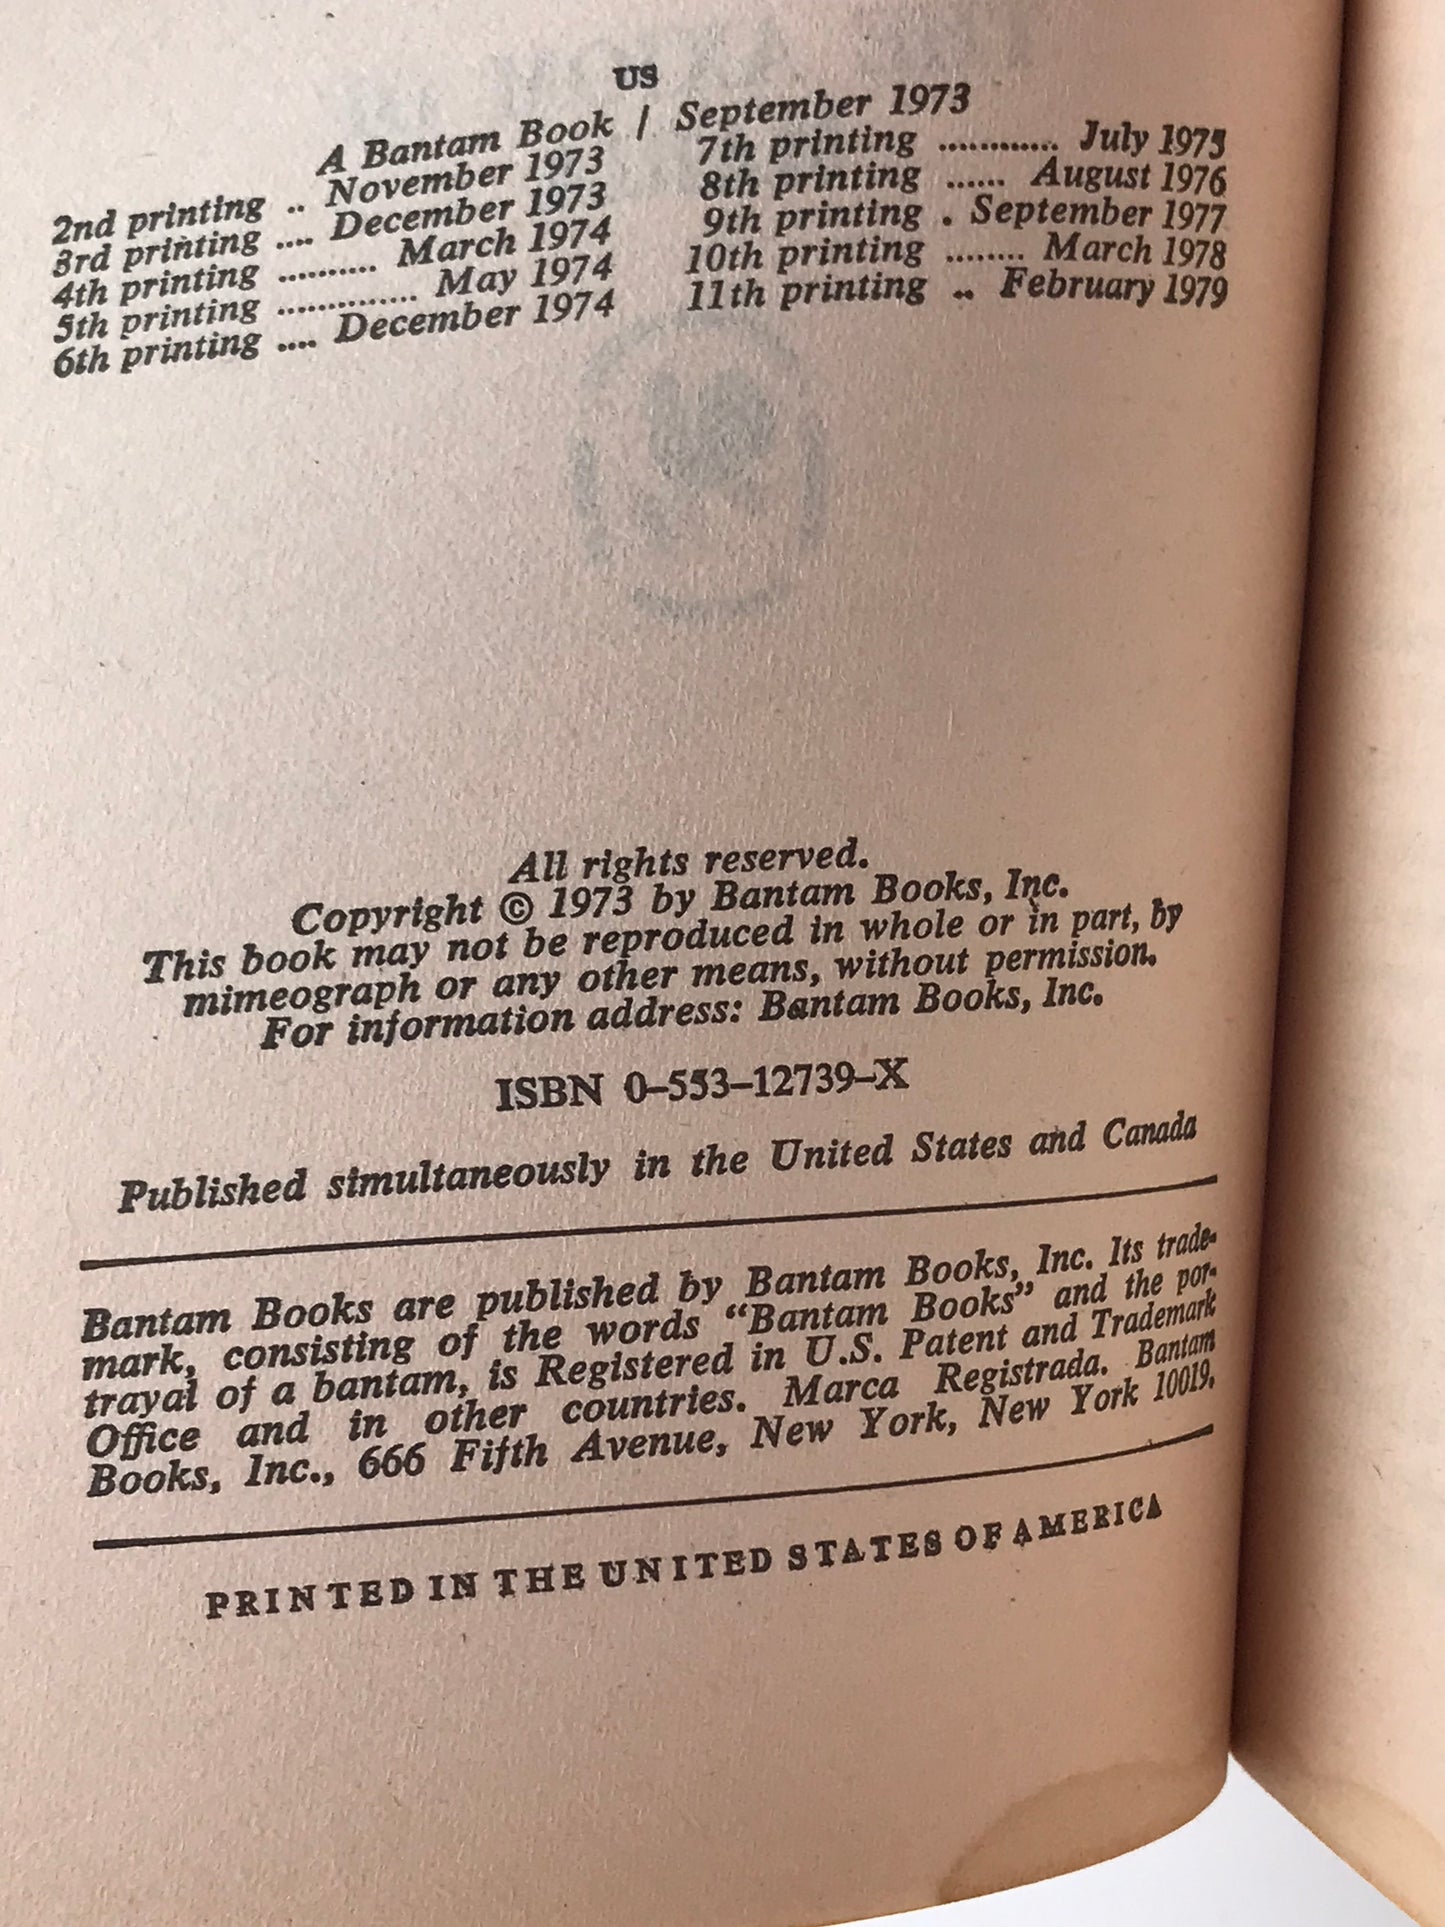 US
A Bantam Book / September 1973
2nd printing .. November 1973
3rd printing .... December 1973
4th printing .......... March 1974
5th printing .............. May 1974
6th printing .... December 1974
7th printing ............ July 1975
8th printing ...... August 1976
9th printing . September 1977
10th printing ........ March 1978
11th printing .. February 1979
All rights reserved.
Copyright © 1973 by Bantam Books, Inc.
This book may not be reproduced in whole or in part, by
mimeograph or any other means, without permission.
For information address: Bantam Books, Inc.
ISBN 0-553-12739-X
Published simultaneously in the United States and Canada
Bantam Books are published by Bantam Books, Inc. Its trade-
mark, consisting of the words "Bantam Books" and the por-
trayal of a bantam, is Registered in U.S. Patent and Trademark
Office and in other countries. Marca Registrada. Bantam
Books, Inc., 666 Fifth Avenue, New York, New York 10019.
PRINTED IN THE UNITED STATES OF AMERICA